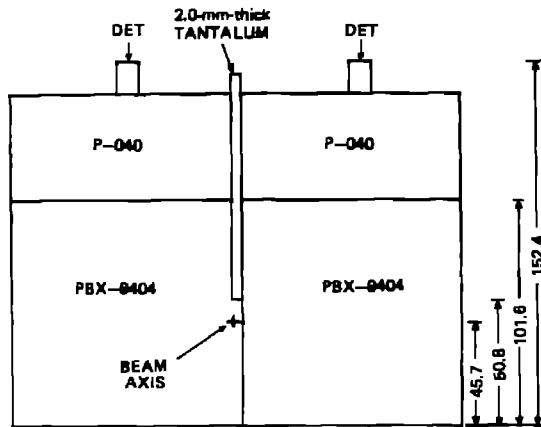 2.0-mm-thick
TANTALUM
DET
DET
P-040
P-040
PBX-9404
PBX-9404
BEAM
AXIS
45.7
50.8
101.6
152.4